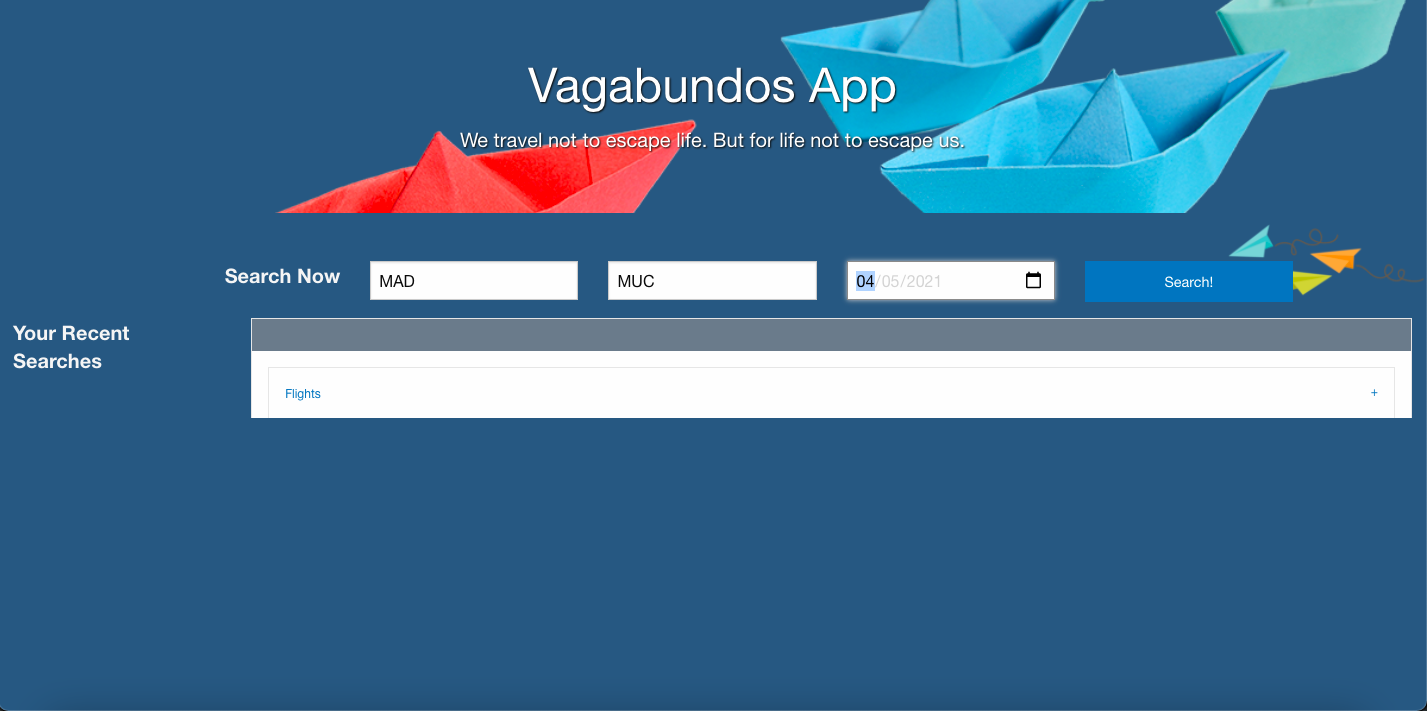 Vagabundos App
We travel not to escape life. But for life not to escape us.
Search Now
MAD
MUC
04/05/2021
Search!
Your Recent
Searches
Flights
+